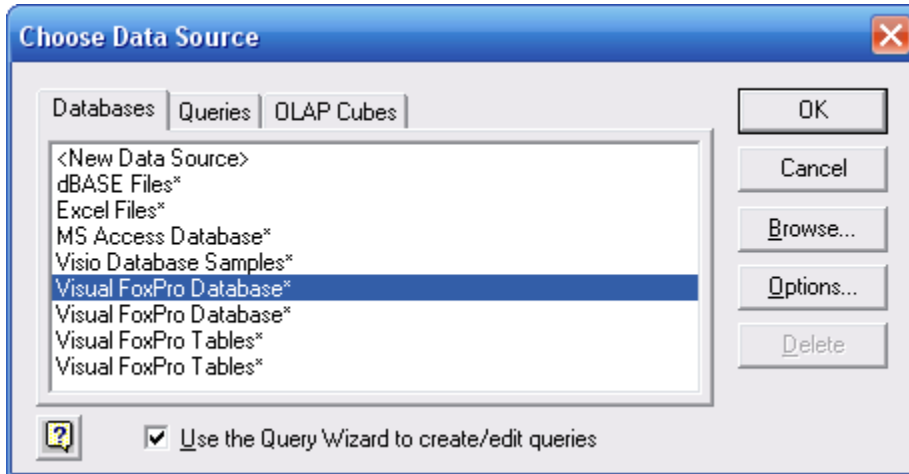 Choose Data Source
Databases Queries OLAP Cubes
<New Data Source>
dBASE Files*
Excel Files*
MS Access Database*
Visio Database Samples*
Visual FoxPro Database*
Visual FoxPro Database*
Visual FoxPro Tables*
Visual FoxPro Tables*
OK
Cancel
Browse...
Options...
Delete
?
Use the Query Wizard to create/edit queries